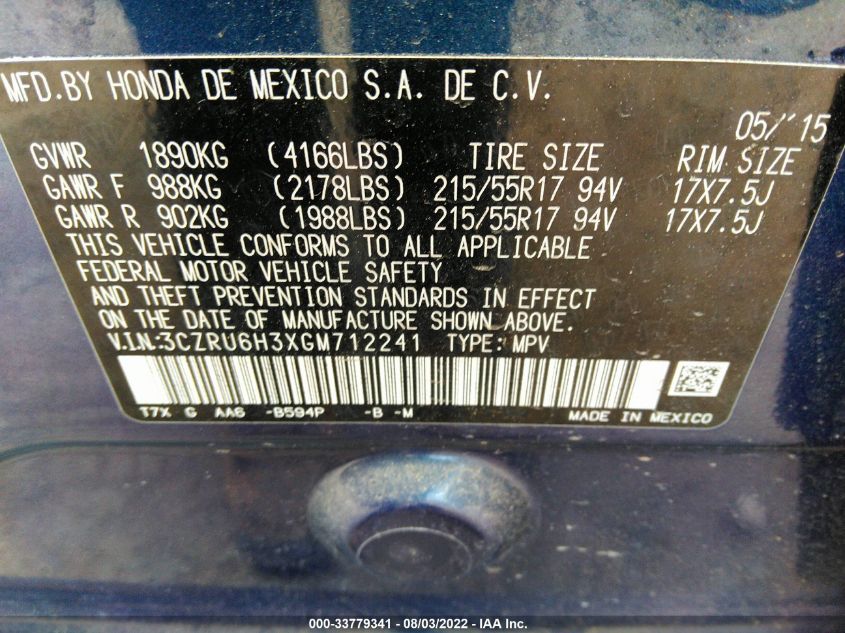 MFD.BY HONDA DE MEXICO S.A. DE C.V.
05/'15
GVWR 1890KG (4166LBS) TIRE SIZE RIM SIZE
GAWR F 988KG (2178LBS) 215/55R17 94V 17X7.5J
GAWR R 902KG (1988LBS) 215/55R17 94V 17X7.5J
THIS VEHICLE CONFORMS TO ALL APPLICABLE
FEDERAL MOTOR VEHICLE SAFETY
AND THEFT PREVENTION STANDARDS IN EFFECT
ON THE DATE OF MANUFACTURE SHOWN ABOVE.
V.I.N:3CZRU6H3XGM712241 TYPE: MPV
T7X G AA6 -B594P -B -M MADE IN MEXICO
000-33779341 - 08/03/2022 - IAA Inc.